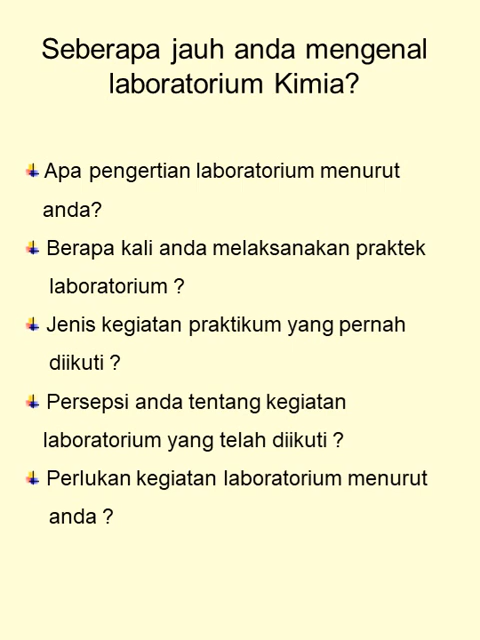 Seberapa jauh anda mengenal
laboratorium Kimia?
Apa pengertian laboratorium menurut
anda?
Berapa kali anda melaksanakan praktek
laboratorium ?
Jenis kegiatan praktikum yang pernah
diikuti ?
Persepsi anda tentang kegiatan
laboratorium yang telah diikuti ?
Perlukan kegiatan laboratorium menurut
anda ?